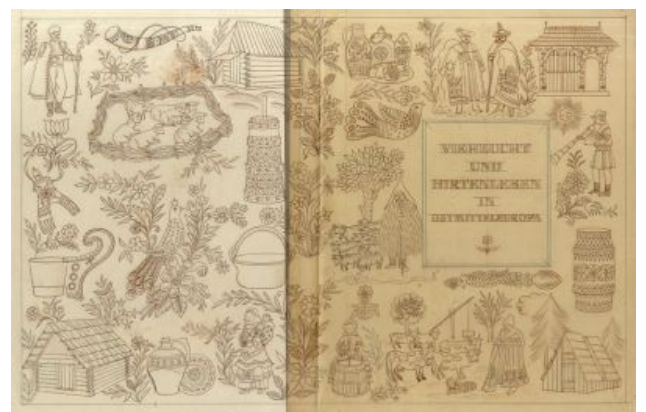 VIEHZUCHT
UND
HIRTENLEBEN
IN
OSTMITTELEUROPA